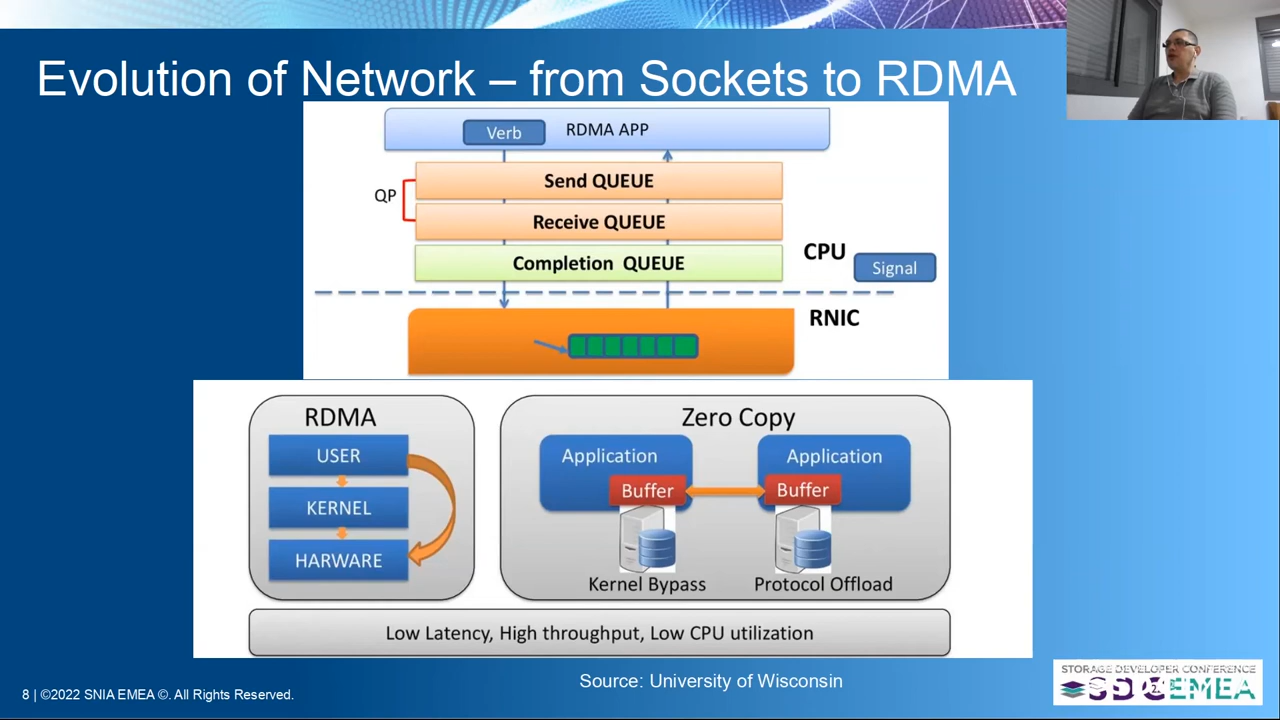 Evolution of Network – from Sockets to RDMA
Verb
RDMA APP
Send QUEUE
QP
Receive QUEUE
Completion QUEUE
CPU
Signal
RNIC
RDMA
USER
KERNEL
HARWARE
Zero Copy
Application
Application
Buffer
Buffer
Kernel Bypass
Protocol Offload
Low Latency, High throughput, Low CPU utilization
Source: University of Wisconsin
8 | ©2022 SNIA EMEA ©. All Rights Reserved.
STORAGE DEVELOPER CONFERENCE
EMEA